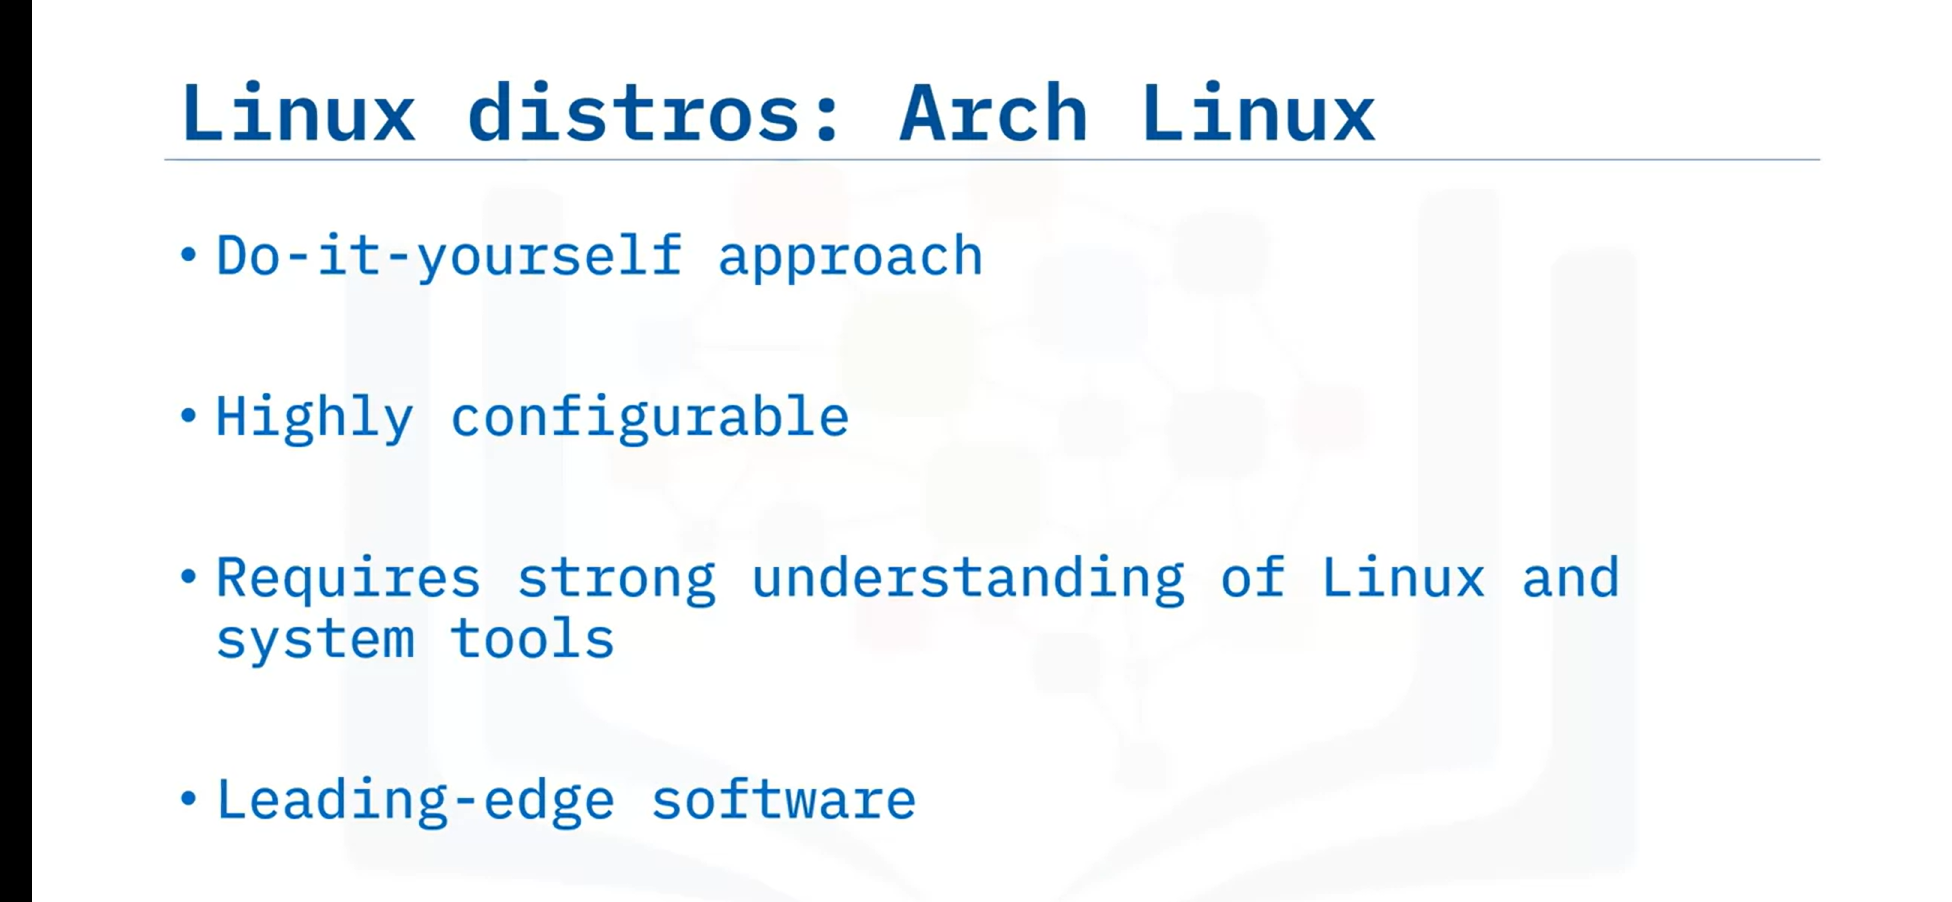 Linux distros: Arch Linux
• Do-it-yourself approach
• Highly configurable
• Requires strong understanding of Linux and
system tools
• Leading-edge software